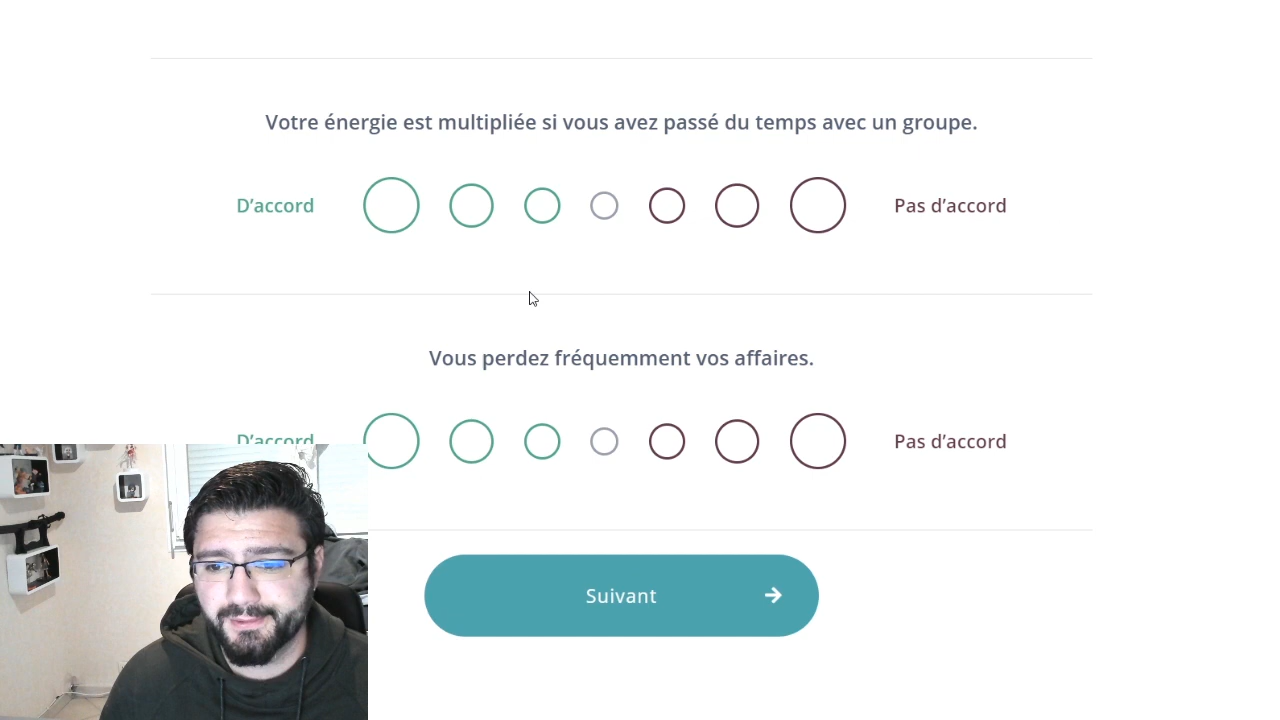 Votre énergie est multipliée si vous avez passé du temps avec un groupe.
D’accord
Pas d’accord
Vous perdez fréquemment vos affaires.
D’accord
Pas d’accord
Suivant